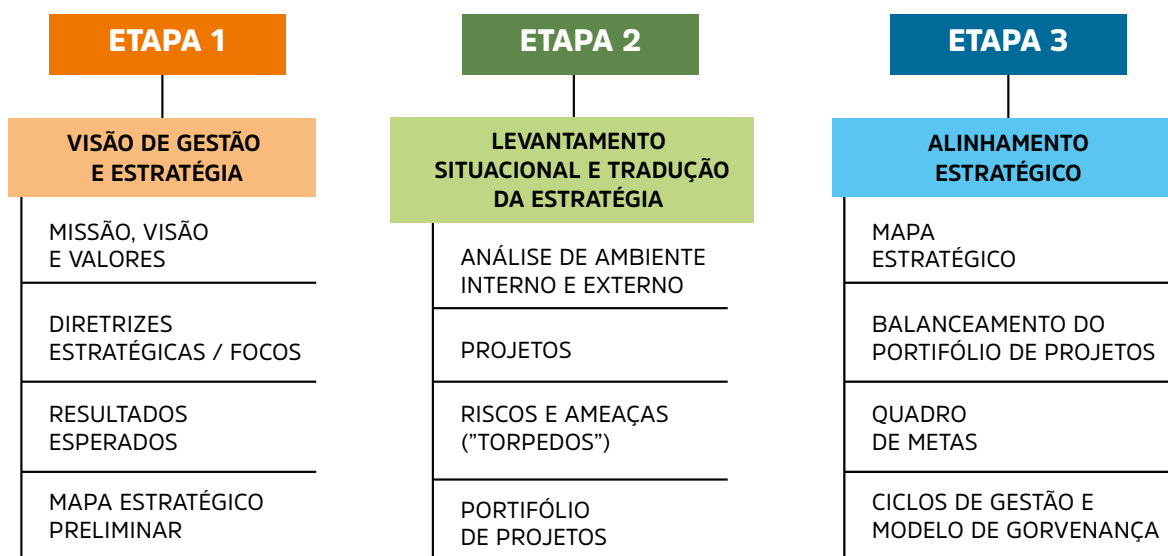 ETAPA 1
VISÃO DE GESTÃO
E ESTRATÉGIA
MISSÃO, VISÃO
E VALORES
DIRETRIZES
ESTRATÉGICAS / FOCOS
RESULTADOS
ESPERADOS
MAPA ESTRATÉGICO
PRELIMINAR
ETAPA 2
LEVANTAMENTO
SITUACIONAL E TRADUÇÃO
DA ESTRATÉGIA
ANÁLISE DE AMBIENTE
INTERNO E EXTERNO
PROJETOS
RISCOS E AMEAÇAS
(”TORPEDOS”)
PORTIFÓLIO
DE PROJETOS
ETAPA 3
ALINHAMENTO
ESTRATÉGICO
MAPA
ESTRATÉGICO
BALANCEAMENTO DO
PORTIFÓLIO DE PROJETOS
QUADRO
DE METAS
CICLOS DE GESTÃO E
MODELO DE GORVENANÇA